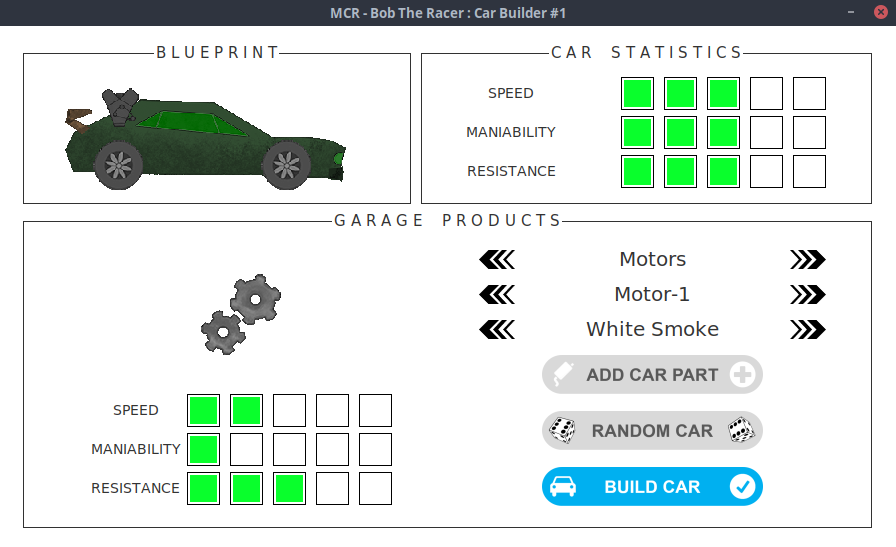 MCR - Bob The Racer : Car Builder #1
BLUEPRINT
CAR STATISTICS
SPEED
MANIABILITY
RESISTANCE
GARAGE PRODUCTS
Motors
Motor-1
White Smoke
ADD CAR PART
RANDOM CAR
BUILD CAR
SPEED
MANIABILITY
RESISTANCE